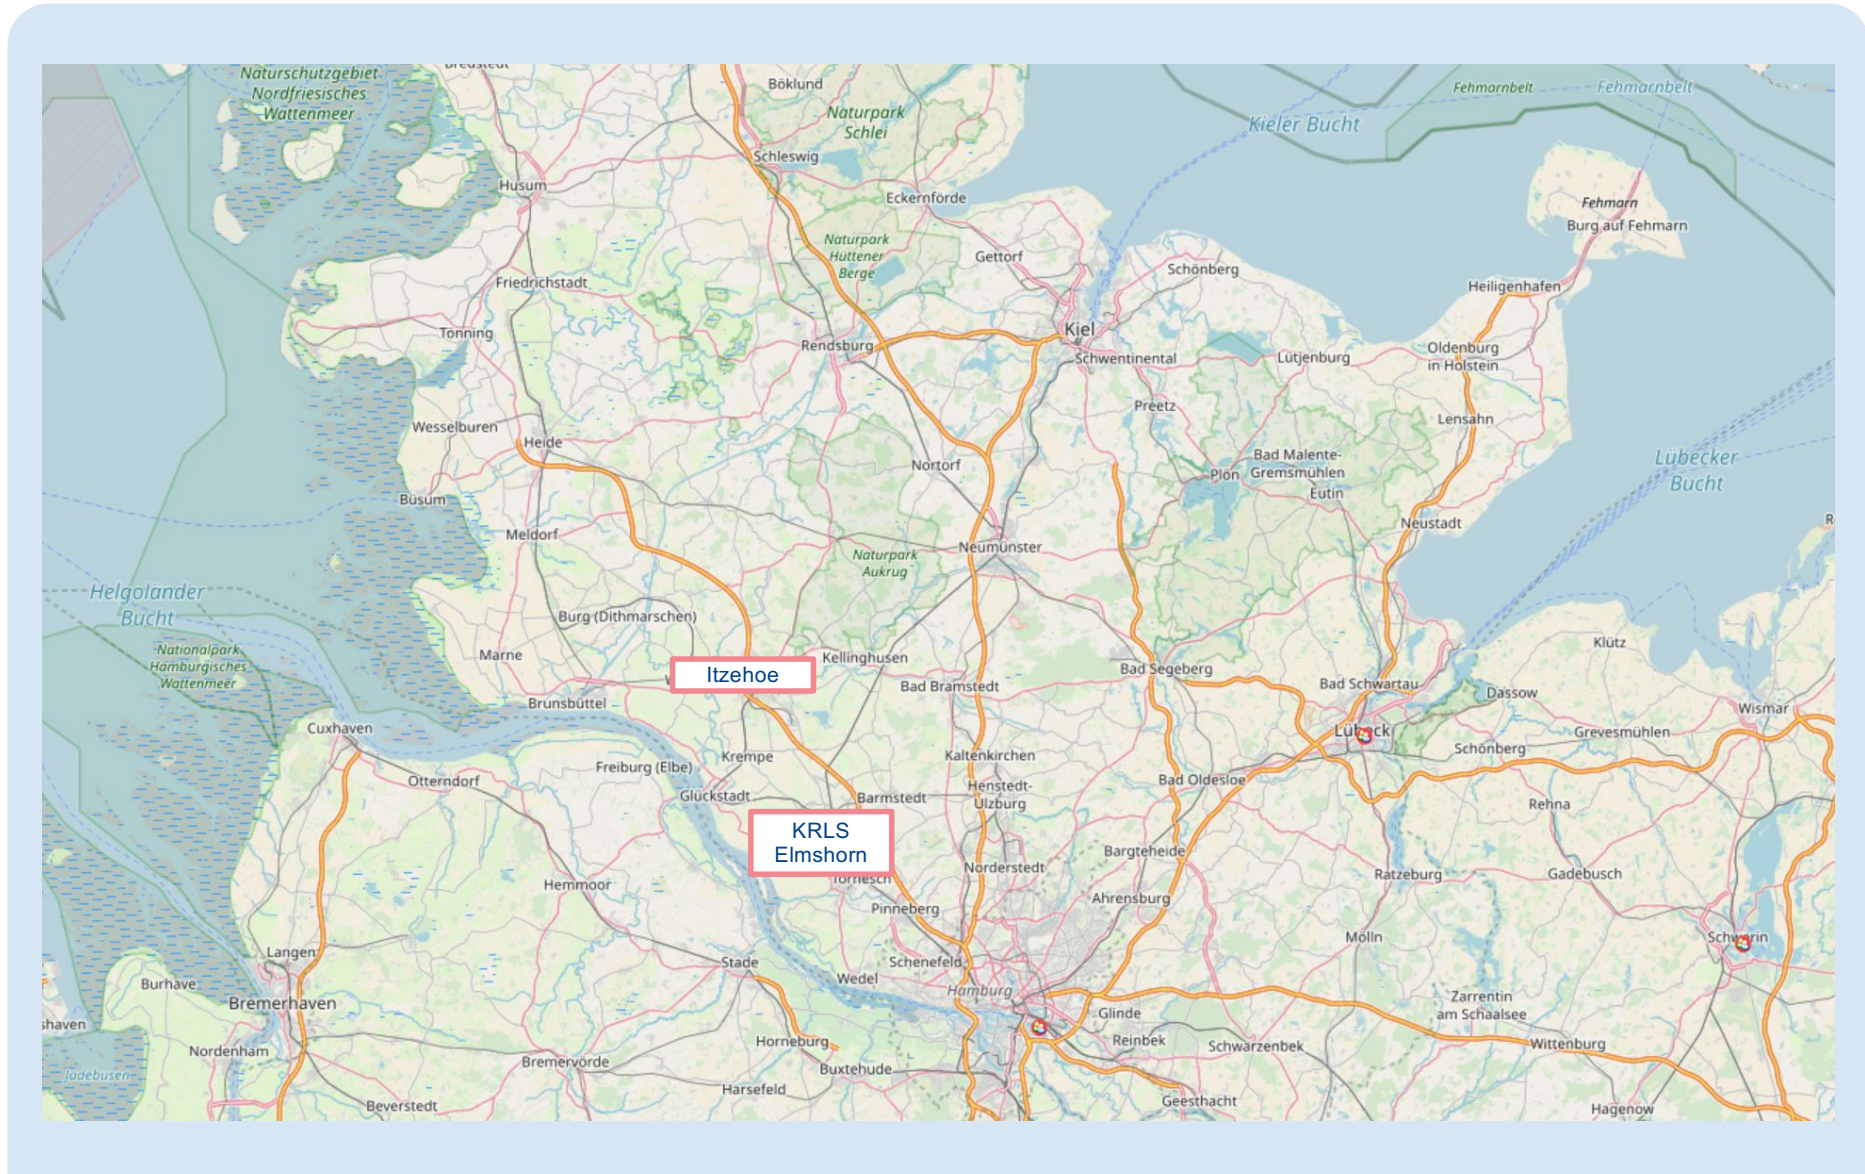 Bredstedt
Naturschutzgebiet
Nordfriesisches
Wattenmeer
Böklund
Naturpark
Schlei
Fehmarnbelt
Fehmarnbelt
Kieler Bucht
Schleswig
Husum
Eckernförde
Fehmarn
Burg auf Fehmarn
Naturpark
Hüttener
Berge
Gettorf
Schönberg
Friedrichstadt
Heiligenhafen
Tönning
Kiel
Rendsburg
Schwentinental
Lütjenburg
Oldenburg
in Holstein
Preetz
Lensahn
Wesselburen
Heide
Nortorf
Bad Malente-
Gremsmühlen
Plön
Eutin
Lübecker
Bucht
Büsum
Neustadt
Meldorf
Neumünster
Naturpark
Aukrug
Helgoländer
Bucht
Burg (Dithmarschen)
Klütz
Nationalpark
Hamburgisches
Wattenmeer
Marne
Itzehoe
Kellinghusen
Bad Segeberg
Bad Bramstedt
Bad Schwartau
Dassow
Brunsbüttel
Wismar
Cuxhaven
Lübeck
Grevesmühlen
Schönberg
Krempe
Kaltenkirchen
Freiburg (Elbe)
Otterndorf
Bad Oldesloe
Glückstadt
Barmstedt
Henstedt-
Ulzburg
Rehna
KRLS
Elmshorn
Bargteheide
Norderstedt
Tornesch
Ratzeburg
Gadebusch
Hemmoor
Ahrensburg
Pinneberg
Mölln
Schwerin
Langen
Stade
Schenefeld
Wedel
Burhave
Hamburg
Bremerhaven
Zarrentin
am Schaalsee
Glinde
shaven
Horneburg
Reinbek
Schwarzenbek
Wittenburg
Nordenham
Bremervörde
Buxtehude
Jadebusen
Harsefeld
Geesthacht
Beverstedt
Hagenow